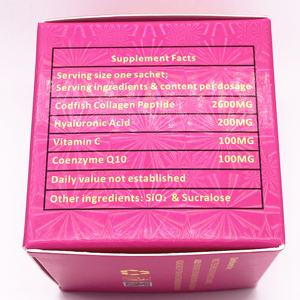 Supplement Facts
Serving size one sachet;
Serving ingredients & content per dosage
Codfish Collagen Peptide 2600MG
Hyaluronic Acid 200MG
Vitamin C 100MG
Coenzyme Q10 100MG
Daily value not established
Other ingredients: SiO₂ & Sucralose